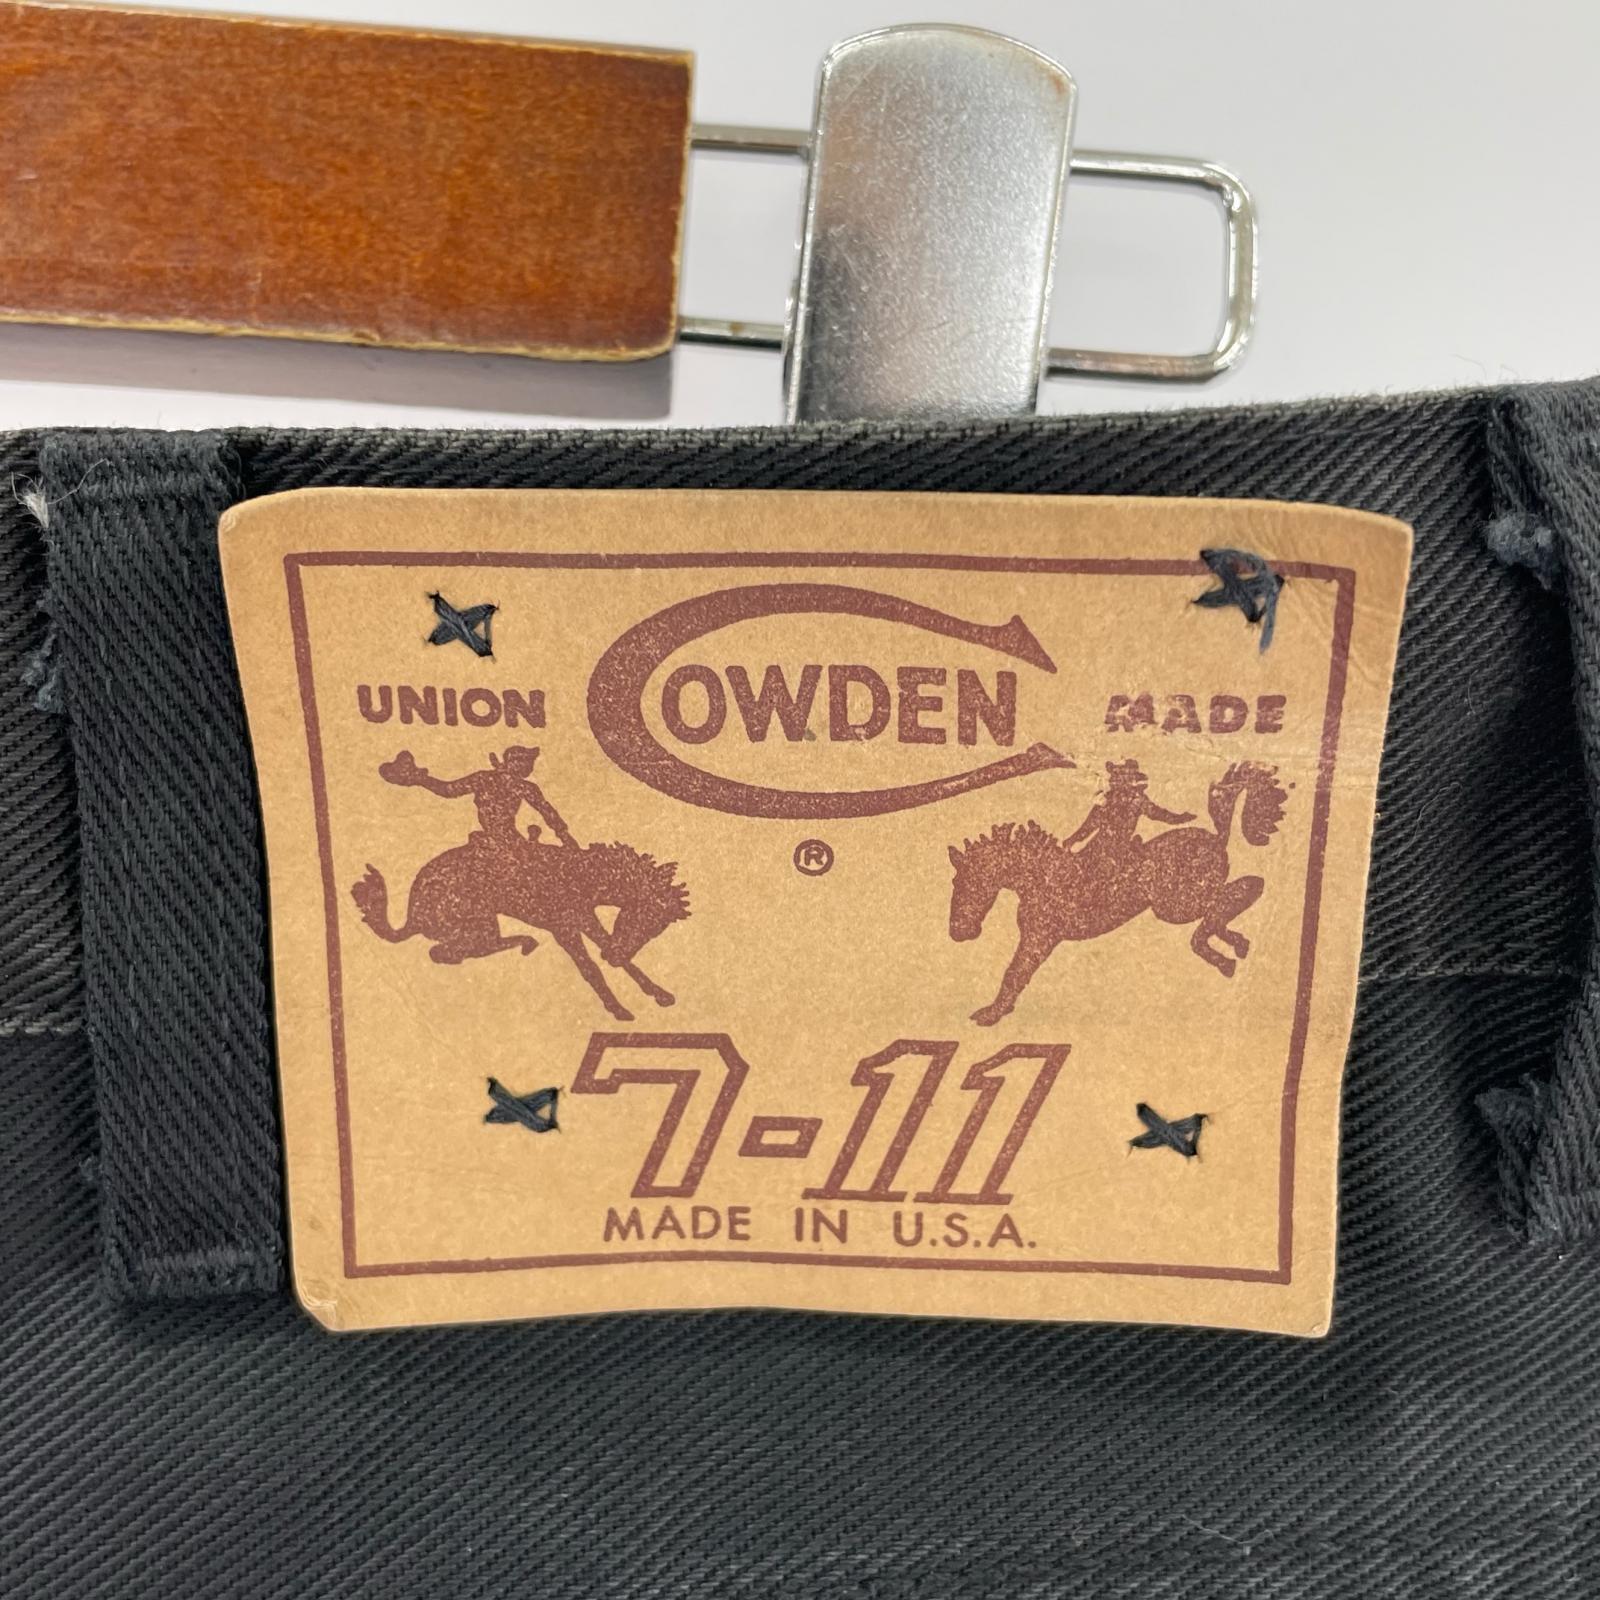 COWDEN
UNION MADE
®
7-11
MADE IN U.S.A.